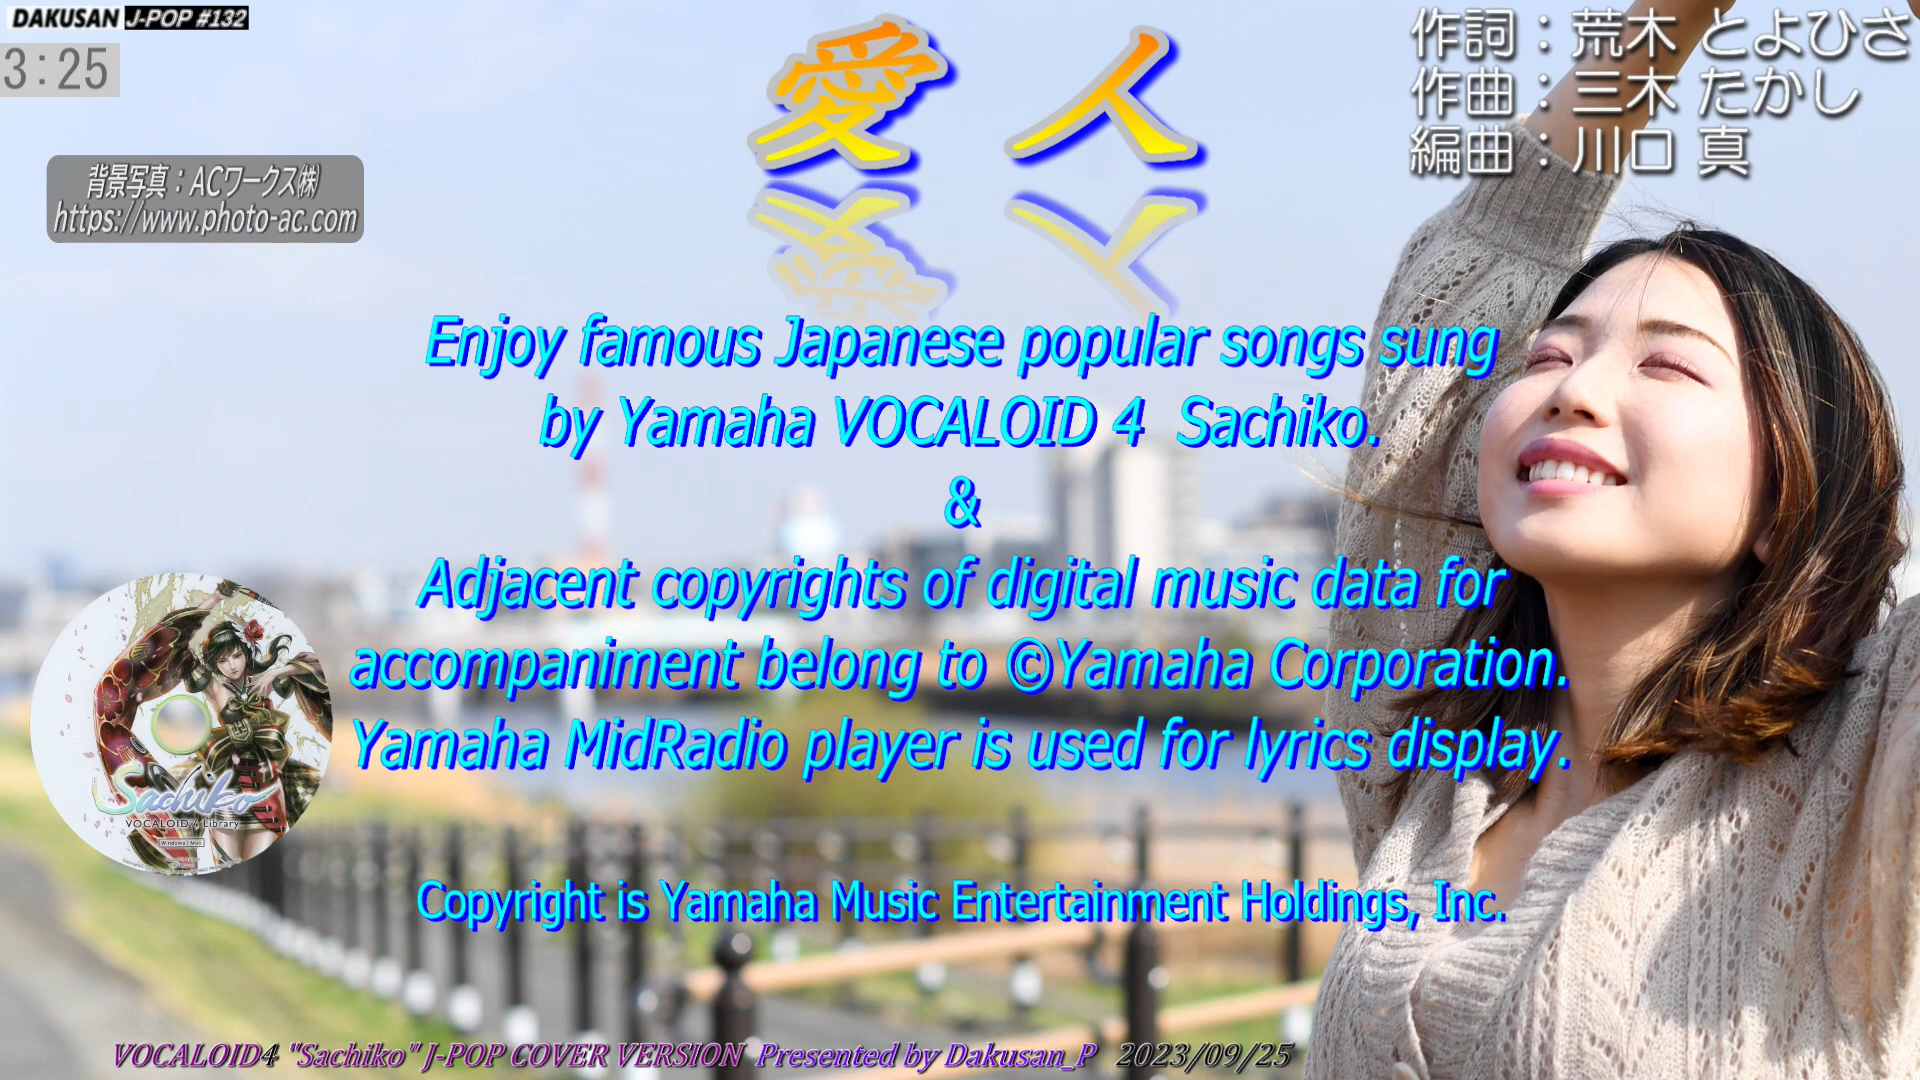 DAKUSAN J-POP #132
3:25
愛人
作詞：荒木 とよひさ
作曲：三木 たかし
編曲：川口 真
背景写真：ACワークス㈱
https://www.photo-ac.com
Enjoy famous Japanese popular songs sung
by Yamaha VOCALOID 4 Sachiko.
&
Adjacent copyrights of digital music data for
accompaniment belong to ©Yamaha Corporation.
Yamaha MidRadio player is used for lyrics display.
Sachiko
VOCALOID 4 Library
Windows Mac
Copyright is Yamaha Music Entertainment Holdings, Inc.
VOCALOID4 "Sachiko" J-POP COVER VERSION Presented by Dakusan_P 2023/09/25